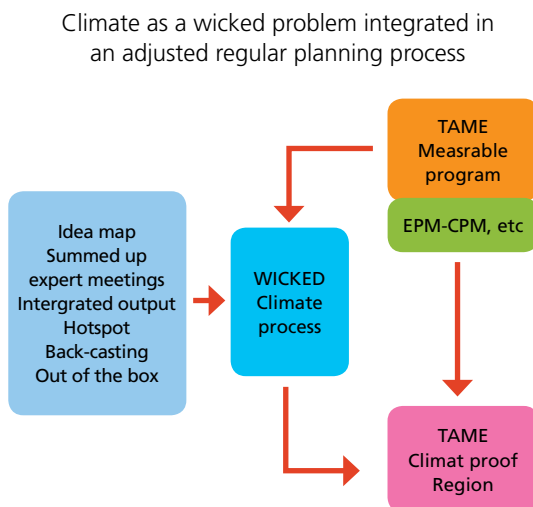 Climate as a wicked problem integrated in
an adjusted regular planning process
TAME
Measrable
program
EPM-CPM, etc
Idea map
Summed up
expert meetings
Intergrated output
Hotspot
Back-casting
Out of the box
WICKED
Climate
process
TAME
Climat proof
Region